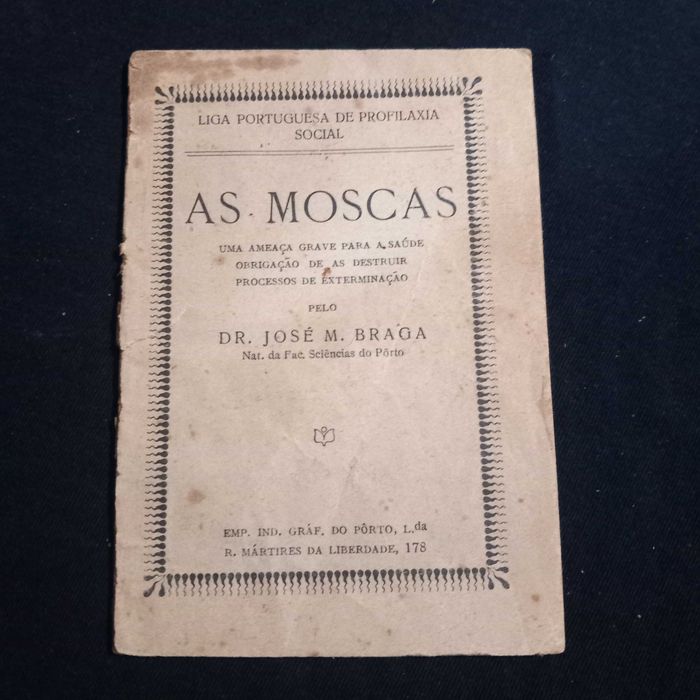 LIGA PORTUGUESA DE PROFILAXIA
SOCIAL
AS MOSCAS
UMA AMEAÇA GRAVE PARA A SAÚDE
OBRIGAÇÃO DE AS DESTRUIR
PROCESSOS DE EXTERMINAÇÃO
PELO
DR. JOSÉ M. BRAGA
Nat. da Fac. Sciências do Pôrto
EMP. IND. GRÁF. DO PÔRTO, L.da
R. MÁRTIRES DA LIBERDADE, 178